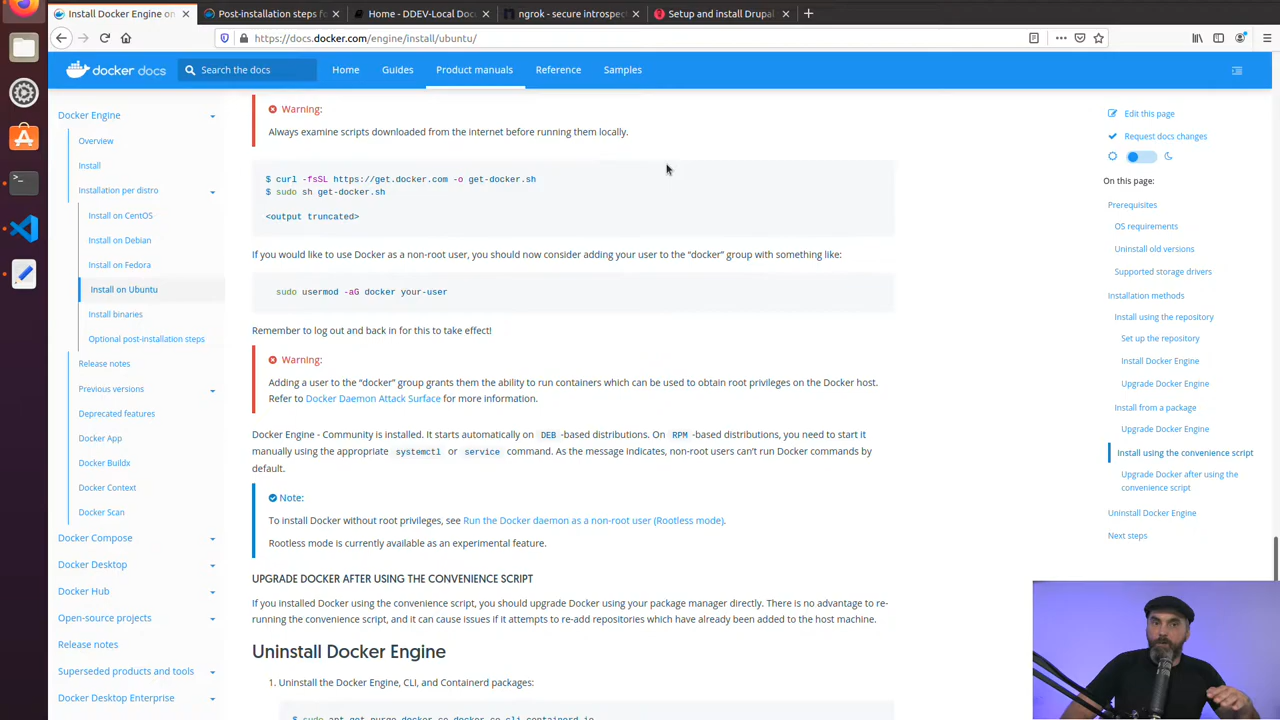 Install Docker Engine on
Post-installation steps fo
Home - DDEV-Local Doc
ngrok - secure introspect
Setup and install Drupal
https://docs.docker.com/engine/install/ubuntu/
docker docs
Search the docs
Home
Guides
Product manuals
Reference
Samples
Docker Engine
Overview
Install
Installation per distro
Install on CentOS
Install on Debian
Install on Fedora
Install on Ubuntu
Install binaries
Optional post-installation steps
Release notes
Previous versions
Deprecated features
Docker App
Docker Buildx
Docker Context
Docker Scan
Docker Compose
Docker Desktop
Docker Hub
Open-source projects
Release notes
Superseded products and tools
Docker Desktop Enterprise
Warning:
Always examine scripts downloaded from the internet before running them locally.
$ curl -fsSL https://get.docker.com -o get-docker.sh
$ sudo sh get-docker.sh
<output truncated>
If you would like to use Docker as a non-root user, you should now consider adding your user to the “docker” group with something like:
sudo usermod -aG docker your-user
Remember to log out and back in for this to take effect!
Warning:
Adding a user to the “docker” group grants them the ability to run containers which can be used to obtain root privileges on the Docker host.
Refer to Docker Daemon Attack Surface for more information.
Docker Engine - Community is installed. It starts automatically on DEB -based distributions. On RPM -based distributions, you need to start it
manually using the appropriate systemctl or service command. As the message indicates, non-root users can’t run Docker commands by
default.
Note:
To install Docker without root privileges, see Run the Docker daemon as a non-root user (Rootless mode).
Rootless mode is currently available as an experimental feature.
UPGRADE DOCKER AFTER USING THE CONVENIENCE SCRIPT
If you installed Docker using the convenience script, you should upgrade Docker using your package manager directly. There is no advantage to re-
running the convenience script, and it can cause issues if it attempts to re-add repositories which have already been added to the host machine.
Uninstall Docker Engine
1. Uninstall the Docker Engine, CLI, and Containerd packages:
$ sudo apt-get purge docker-ce docker-ce-cli containerd.io
Edit this page
Request docs changes
On this page:
Prerequisites
OS requirements
Uninstall old versions
Supported storage drivers
Installation methods
Install using the repository
Set up the repository
Install Docker Engine
Upgrade Docker Engine
Install from a package
Upgrade Docker Engine
Install using the convenience script
Upgrade Docker after using the
convenience script
Uninstall Docker Engine
Next steps